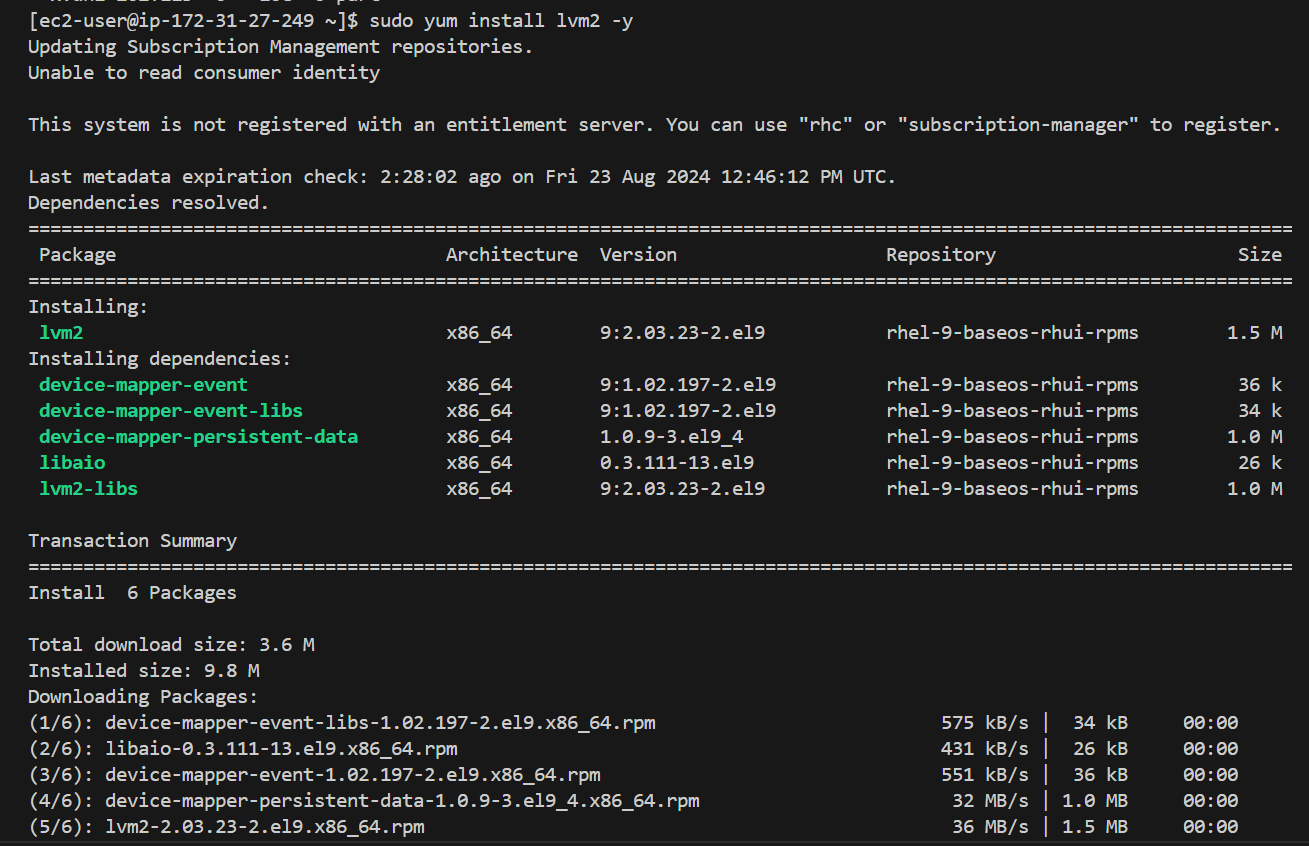 [ec2-user@ip-172-31-27-249 ~]$ sudo yum install lvm2 -y
Updating Subscription Management repositories.
Unable to read consumer identity
This system is not registered with an entitlement server. You can use "rhc" or "subscription-manager" to register.
Last metadata expiration check: 2:28:02 ago on Fri 23 Aug 2024 12:46:12 PM UTC.
Dependencies resolved.
================================================================================================================
Package Architecture Version Repository Size
================================================================================================================
Installing:
lvm2 x86_64 9:2.03.23-2.el9 rhel-9-baseos-rhui-rpms 1.5 M
Installing dependencies:
device-mapper-event x86_64 9:1.02.197-2.el9 rhel-9-baseos-rhui-rpms 36 k
device-mapper-event-libs x86_64 9:1.02.197-2.el9 rhel-9-baseos-rhui-rpms 34 k
device-mapper-persistent-data x86_64 1.0.9-3.el9_4 rhel-9-baseos-rhui-rpms 1.0 M
libaio x86_64 0.3.111-13.el9 rhel-9-baseos-rhui-rpms 26 k
lvm2-libs x86_64 9:2.03.23-2.el9 rhel-9-baseos-rhui-rpms 1.0 M
Transaction Summary
================================================================================================================
Install 6 Packages
Total download size: 3.6 M
Installed size: 9.8 M
Downloading Packages:
(1/6): device-mapper-event-libs-1.02.197-2.el9.x86_64.rpm 575 kB/s | 34 kB 00:00
(2/6): libaio-0.3.111-13.el9.x86_64.rpm 431 kB/s | 26 kB 00:00
(3/6): device-mapper-event-1.02.197-2.el9.x86_64.rpm 551 kB/s | 36 kB 00:00
(4/6): device-mapper-persistent-data-1.0.9-3.el9_4.x86_64.rpm 32 MB/s | 1.0 MB 00:00
(5/6): lvm2-2.03.23-2.el9.x86_64.rpm 36 MB/s | 1.5 MB 00:00